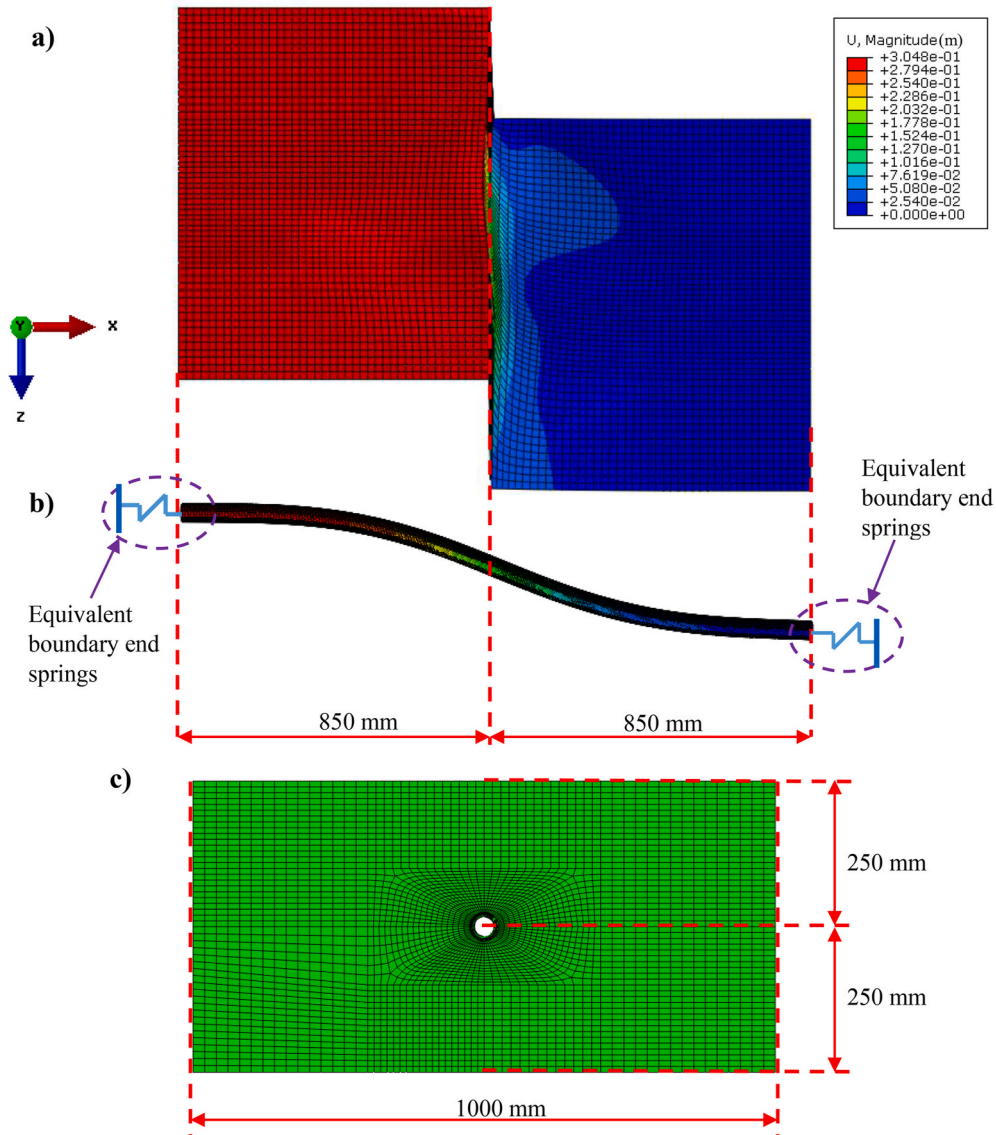 a)
U, Magnitude(m)
+3.048e-01
+2.794e-01
+2.540e-01
+2.286e-01
+2.032e-01
+1.778e-01
+1.524e-01
+1.270e-01
+1.016e-01
+7.619e-02
+5.080e-02
+2.540e-02
+0.000e+00
Y
X
Z
b)
Equivalent
boundary end
springs
Equivalent
boundary end
springs
850 mm
850 mm
c)
250 mm
250 mm
1000 mm